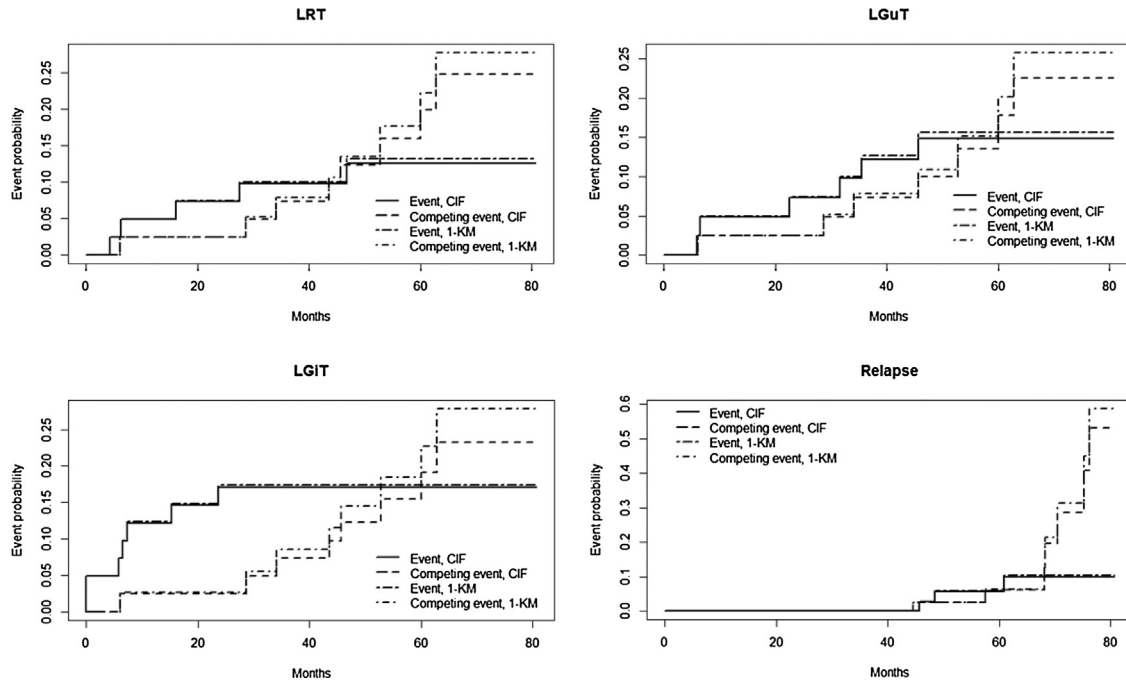 LRT
Event probability
0.00 0.05 0.10 0.15 0.20 0.25
Event, CIF
Competing event, CIF
Event, 1-KM
Competing event, 1-KM
0 20 40 60 80
Months
LGuT
Event probability
0.00 0.05 0.10 0.15 0.20 0.25
Event, CIF
Competing event, CIF
Event, 1-KM
Competing event, 1-KM
0 20 40 60 80
Months
LGIT
Event probability
0.00 0.05 0.10 0.15 0.20 0.25
Event, CIF
Competing event, CIF
Event, 1-KM
Competing event, 1-KM
0 20 40 60 80
Months
Relapse
Event probability
0.0 0.1 0.2 0.3 0.4 0.5 0.6
Event, CIF
Competing event, CIF
Event, 1-KM
Competing event, 1-KM
0 20 40 60 80
Months